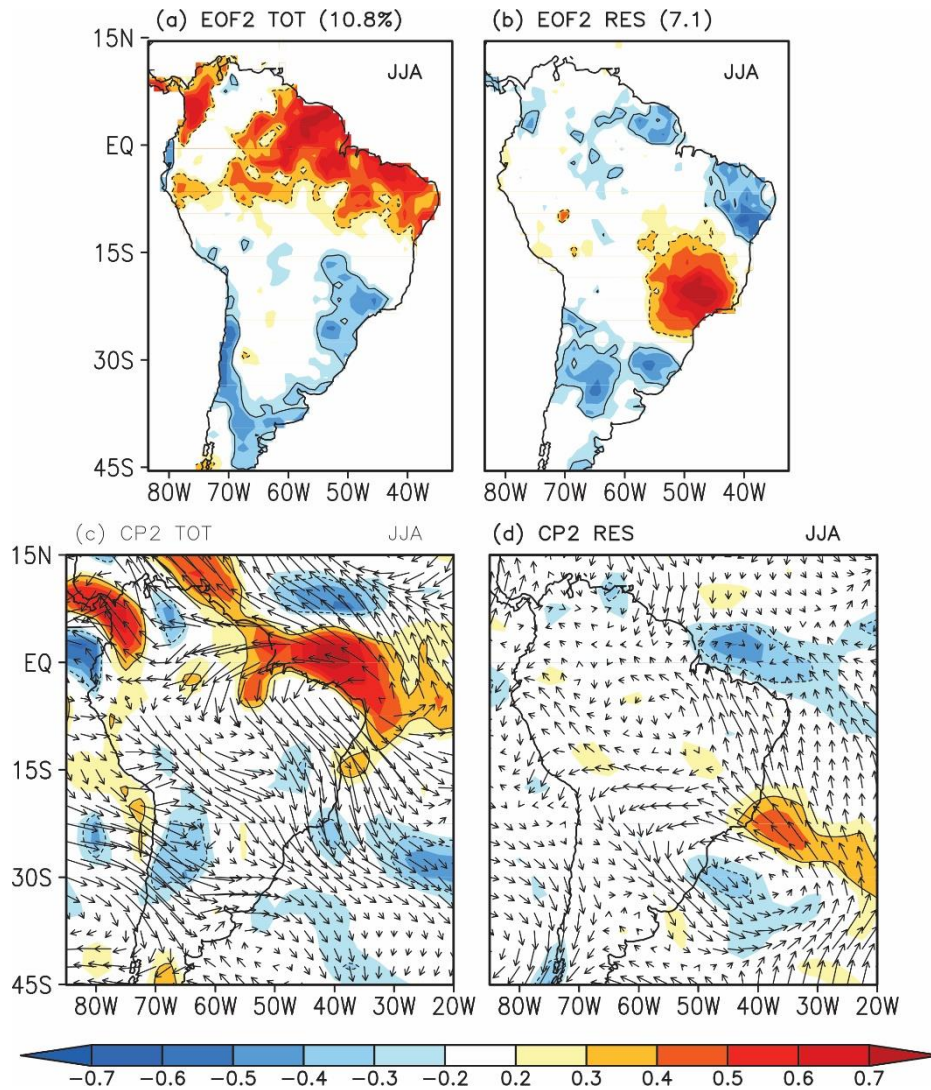 (a) EOF2 TOT (10.8%)
(b) EOF2 RES (7.1)
15N
JJA
JJA
EQ
15S
30S
45S
80W 70W 60W 50W 40W
80W 70W 60W 50W 40W
(c) CP2 TOT JJA
(d) CP2 RES JJA
15N
EQ
15S
30S
45S
80W 70W 60W 50W 40W 30W 20W
80W 70W 60W 50W 40W 30W 20W
−0.7 −0.6 −0.5 −0.4 −0.3 −0.2 0.2 0.3 0.4 0.5 0.6 0.7